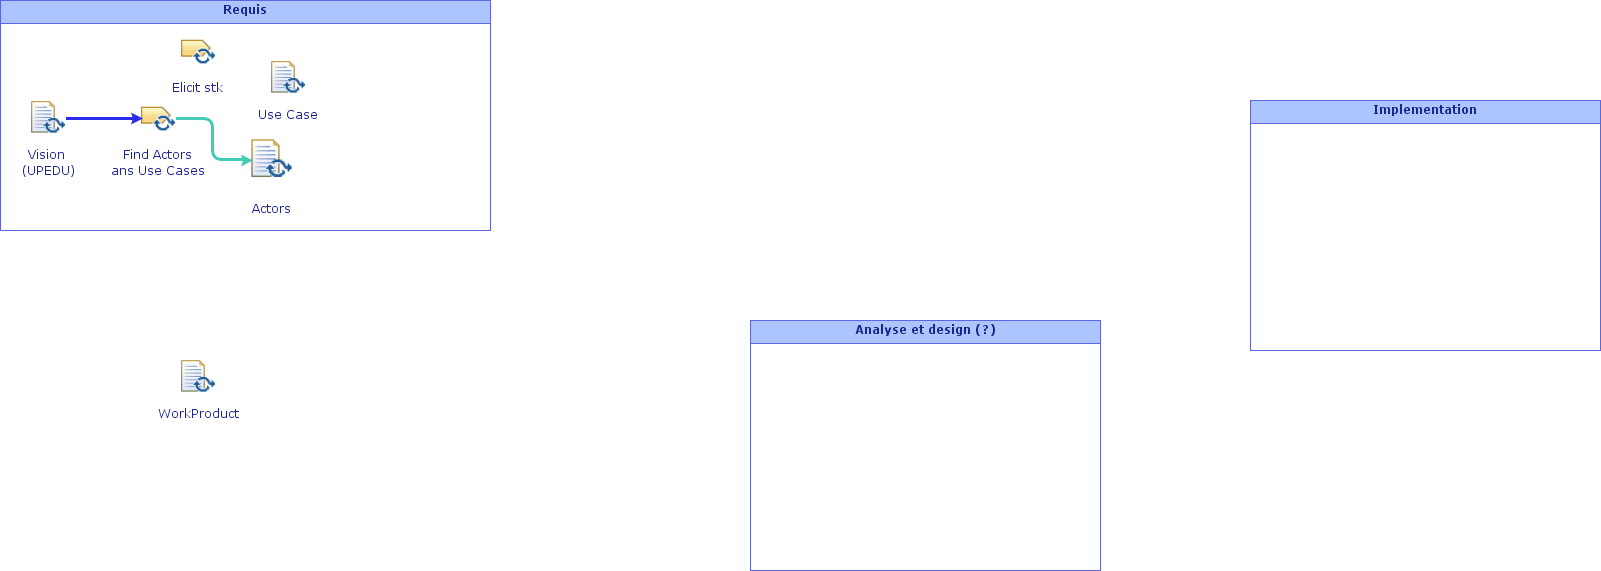 Requis
Elicit stk
Use Case
Vision
(UPEDU)
Find Actors
ans Use Cases
Actors
Implementation
Analyse et design (?)
WorkProduct